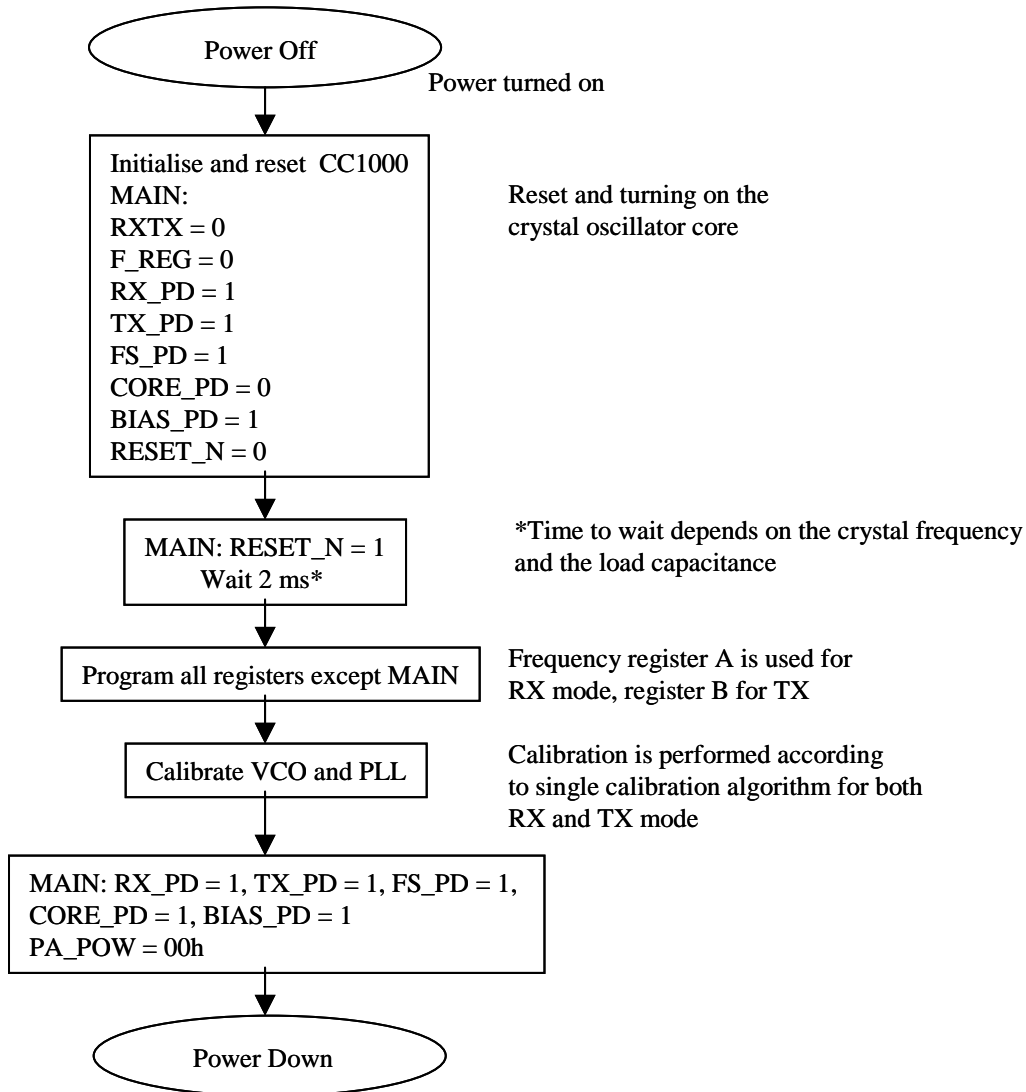 Power Off
Power turned on
Initialise and reset CC1000
MAIN:
RXTX = 0
F_REG = 0
RX_PD = 1
TX_PD = 1
FS_PD = 1
CORE_PD = 0
BIAS_PD = 1
RESET_N = 0
Reset and turning on the
crystal oscillator core
MAIN: RESET_N = 1
Wait 2 ms*
*Time to wait depends on the crystal frequency
and the load capacitance
Program all registers except MAIN
Frequency register A is used for
RX mode, register B for TX
Calibrate VCO and PLL
Calibration is performed according
to single calibration algorithm for both
RX and TX mode
MAIN: RX_PD = 1, TX_PD = 1, FS_PD = 1,
CORE_PD = 1, BIAS_PD = 1
PA_POW = 00h
Power Down